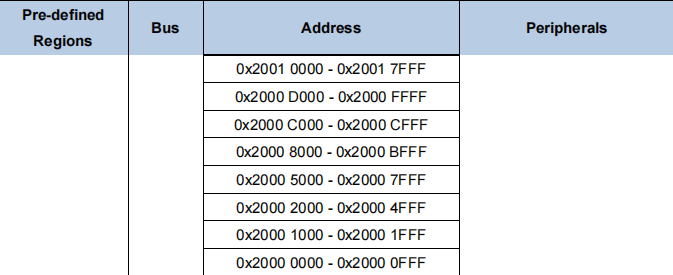 Pre-defined
Regions
Bus
Address
Peripherals
0x2001 0000 - 0x2001 7FFF
0x2000 D000 - 0x2000 FFFF
0x2000 C000 - 0x2000 CFFF
0x2000 8000 - 0x2000 BFFF
0x2000 5000 - 0x2000 7FFF
0x2000 2000 - 0x2000 4FFF
0x2000 1000 - 0x2000 1FFF
0x2000 0000 - 0x2000 0FFF